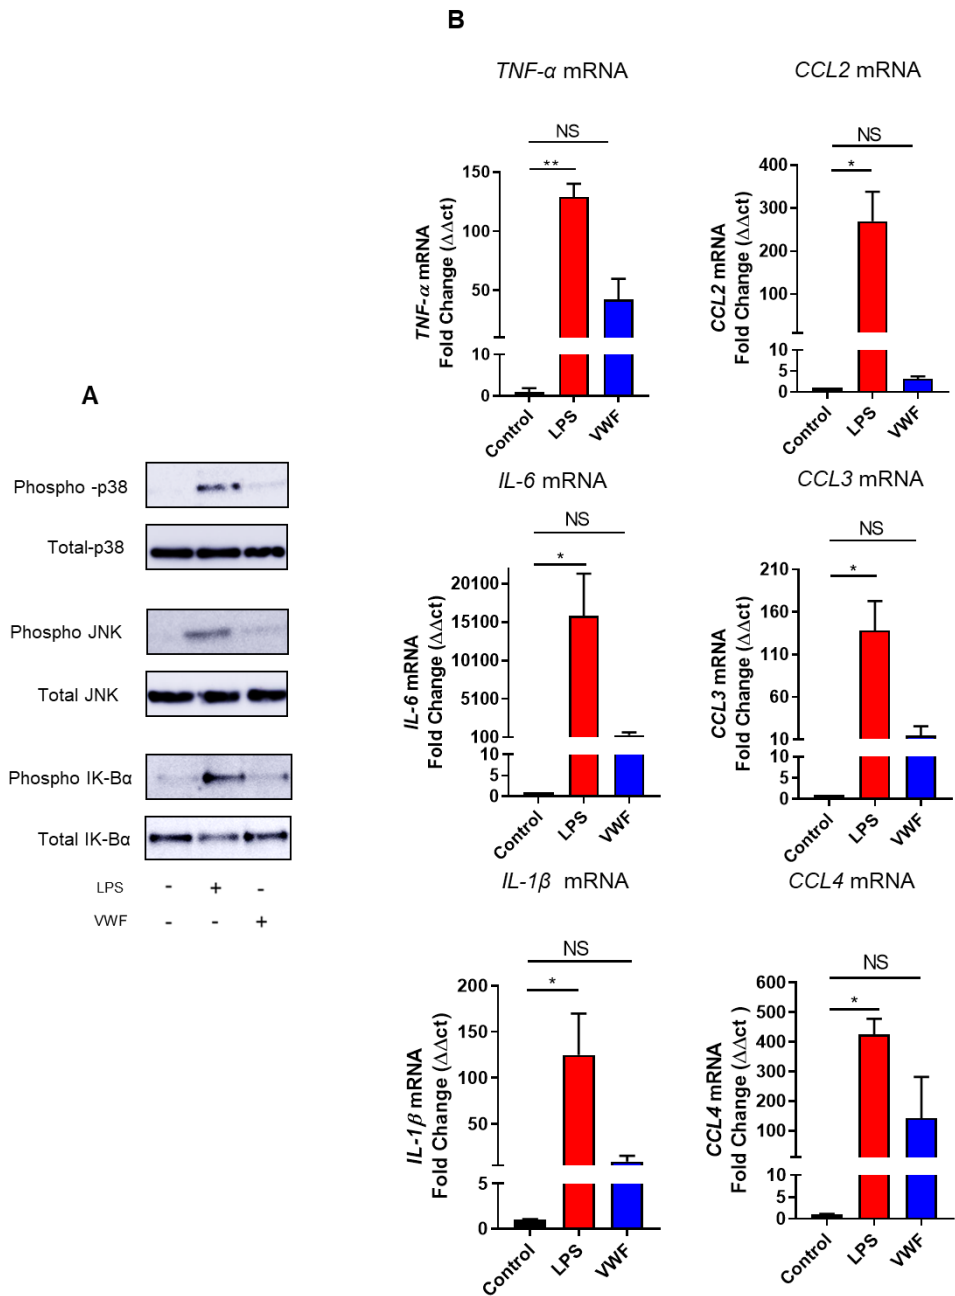 A
Phospho -p38
Total-p38
Phospho JNK
Total JNK
Phospho IK-Bα
Total IK-Bα
LPS - + -
VWF - - +
B
TNF-α mRNA
NS
**
TNF-α mRNA
Fold Change (ΔΔct)
150
100
50
10
0
Control
LPS
VWF
CCL2 mRNA
NS
*
CCL2 mRNA
Fold Change (ΔΔct)
400
300
200
100
10
5
0
Control
LPS
VWF
IL-6 mRNA
NS
*
IL-6 mRNA
Fold Change (ΔΔct)
20100
15100
10100
5100
100
10
5
0
Control
LPS
VWF
CCL3 mRNA
NS
*
CCL3 mRNA
Fold Change (ΔΔct)
210
160
110
60
10
10
5
0
Control
LPS
VWF
IL-1β mRNA
NS
*
IL-1β mRNA
Fold Change (ΔΔct)
200
150
100
50
5
0
Control
LPS
VWF
CCL4 mRNA
NS
*
CCL4 mRNA
Fold Change (ΔΔct )
600
500
400
300
200
100
10
5
0
Control
LPS
VWF